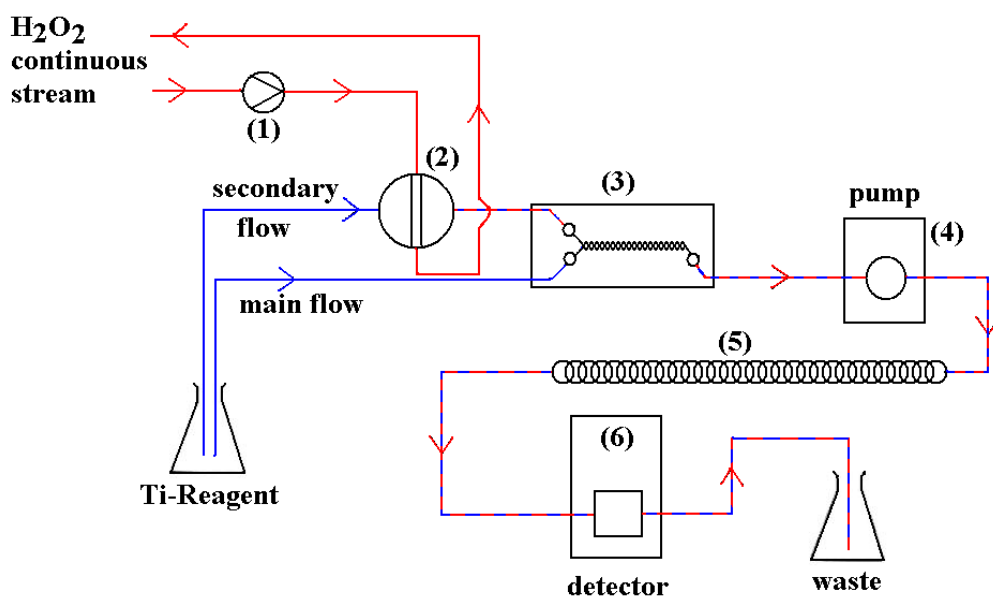 H₂O₂
continuous
stream
(1)
(2)
secondary
flow
main flow
(3)
pump
(4)
(5)
Ti-Reagent
(6)
detector
waste